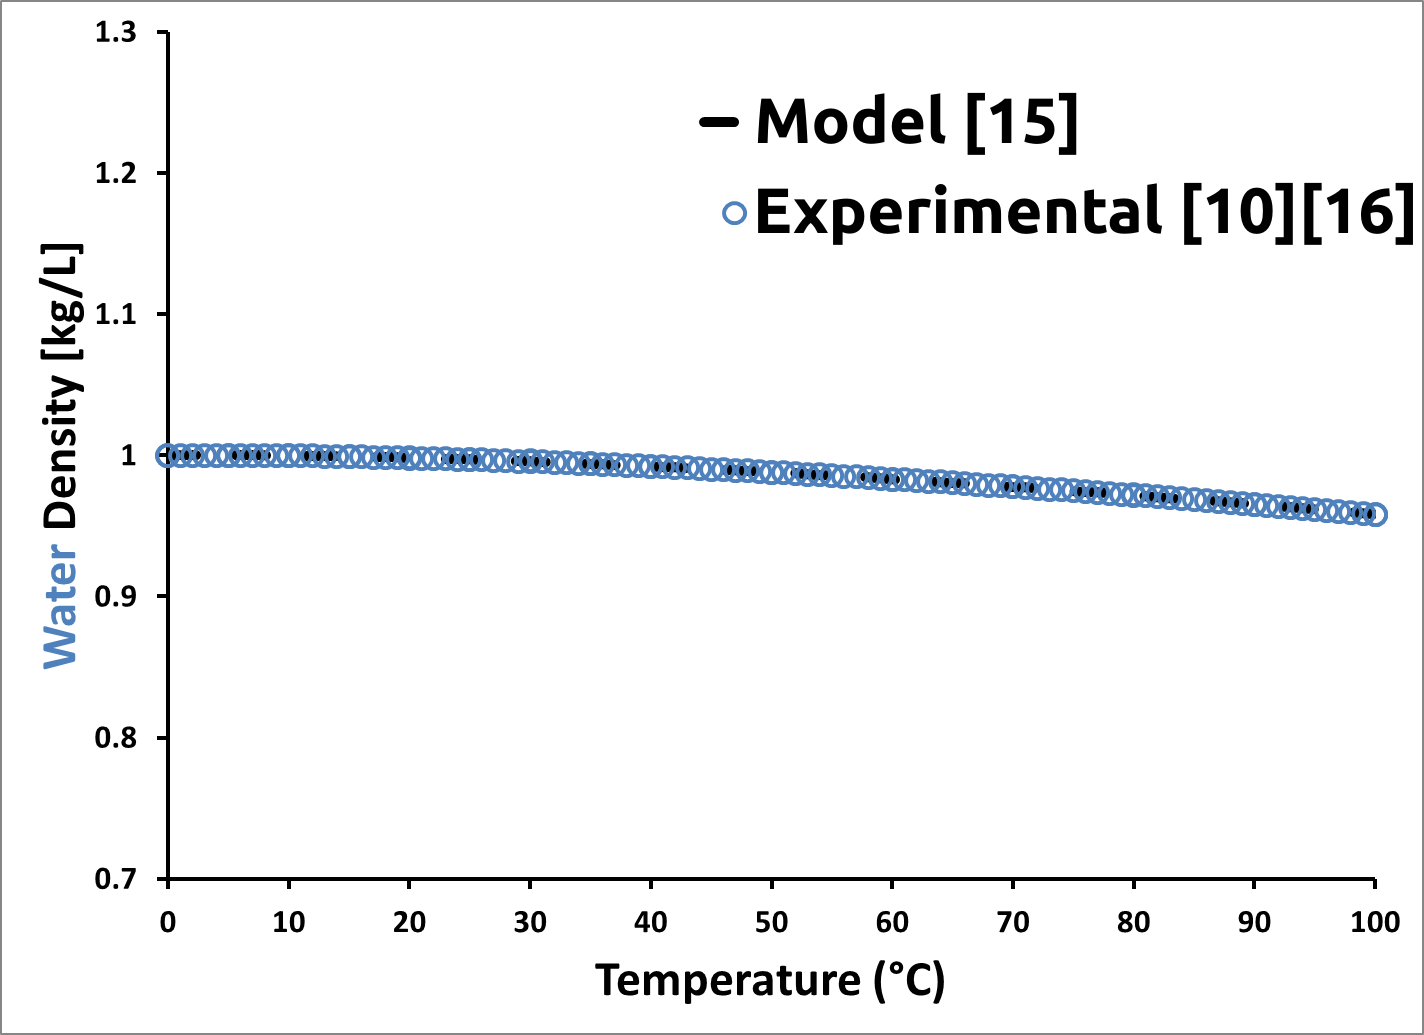 1.3
1.2
1.1
1
0.9
0.8
0.7
Water Density [kg/L]
Model [15]
Experimental [10][16]
0 10 20 30 40 50 60 70 80 90 100
Temperature (°C)